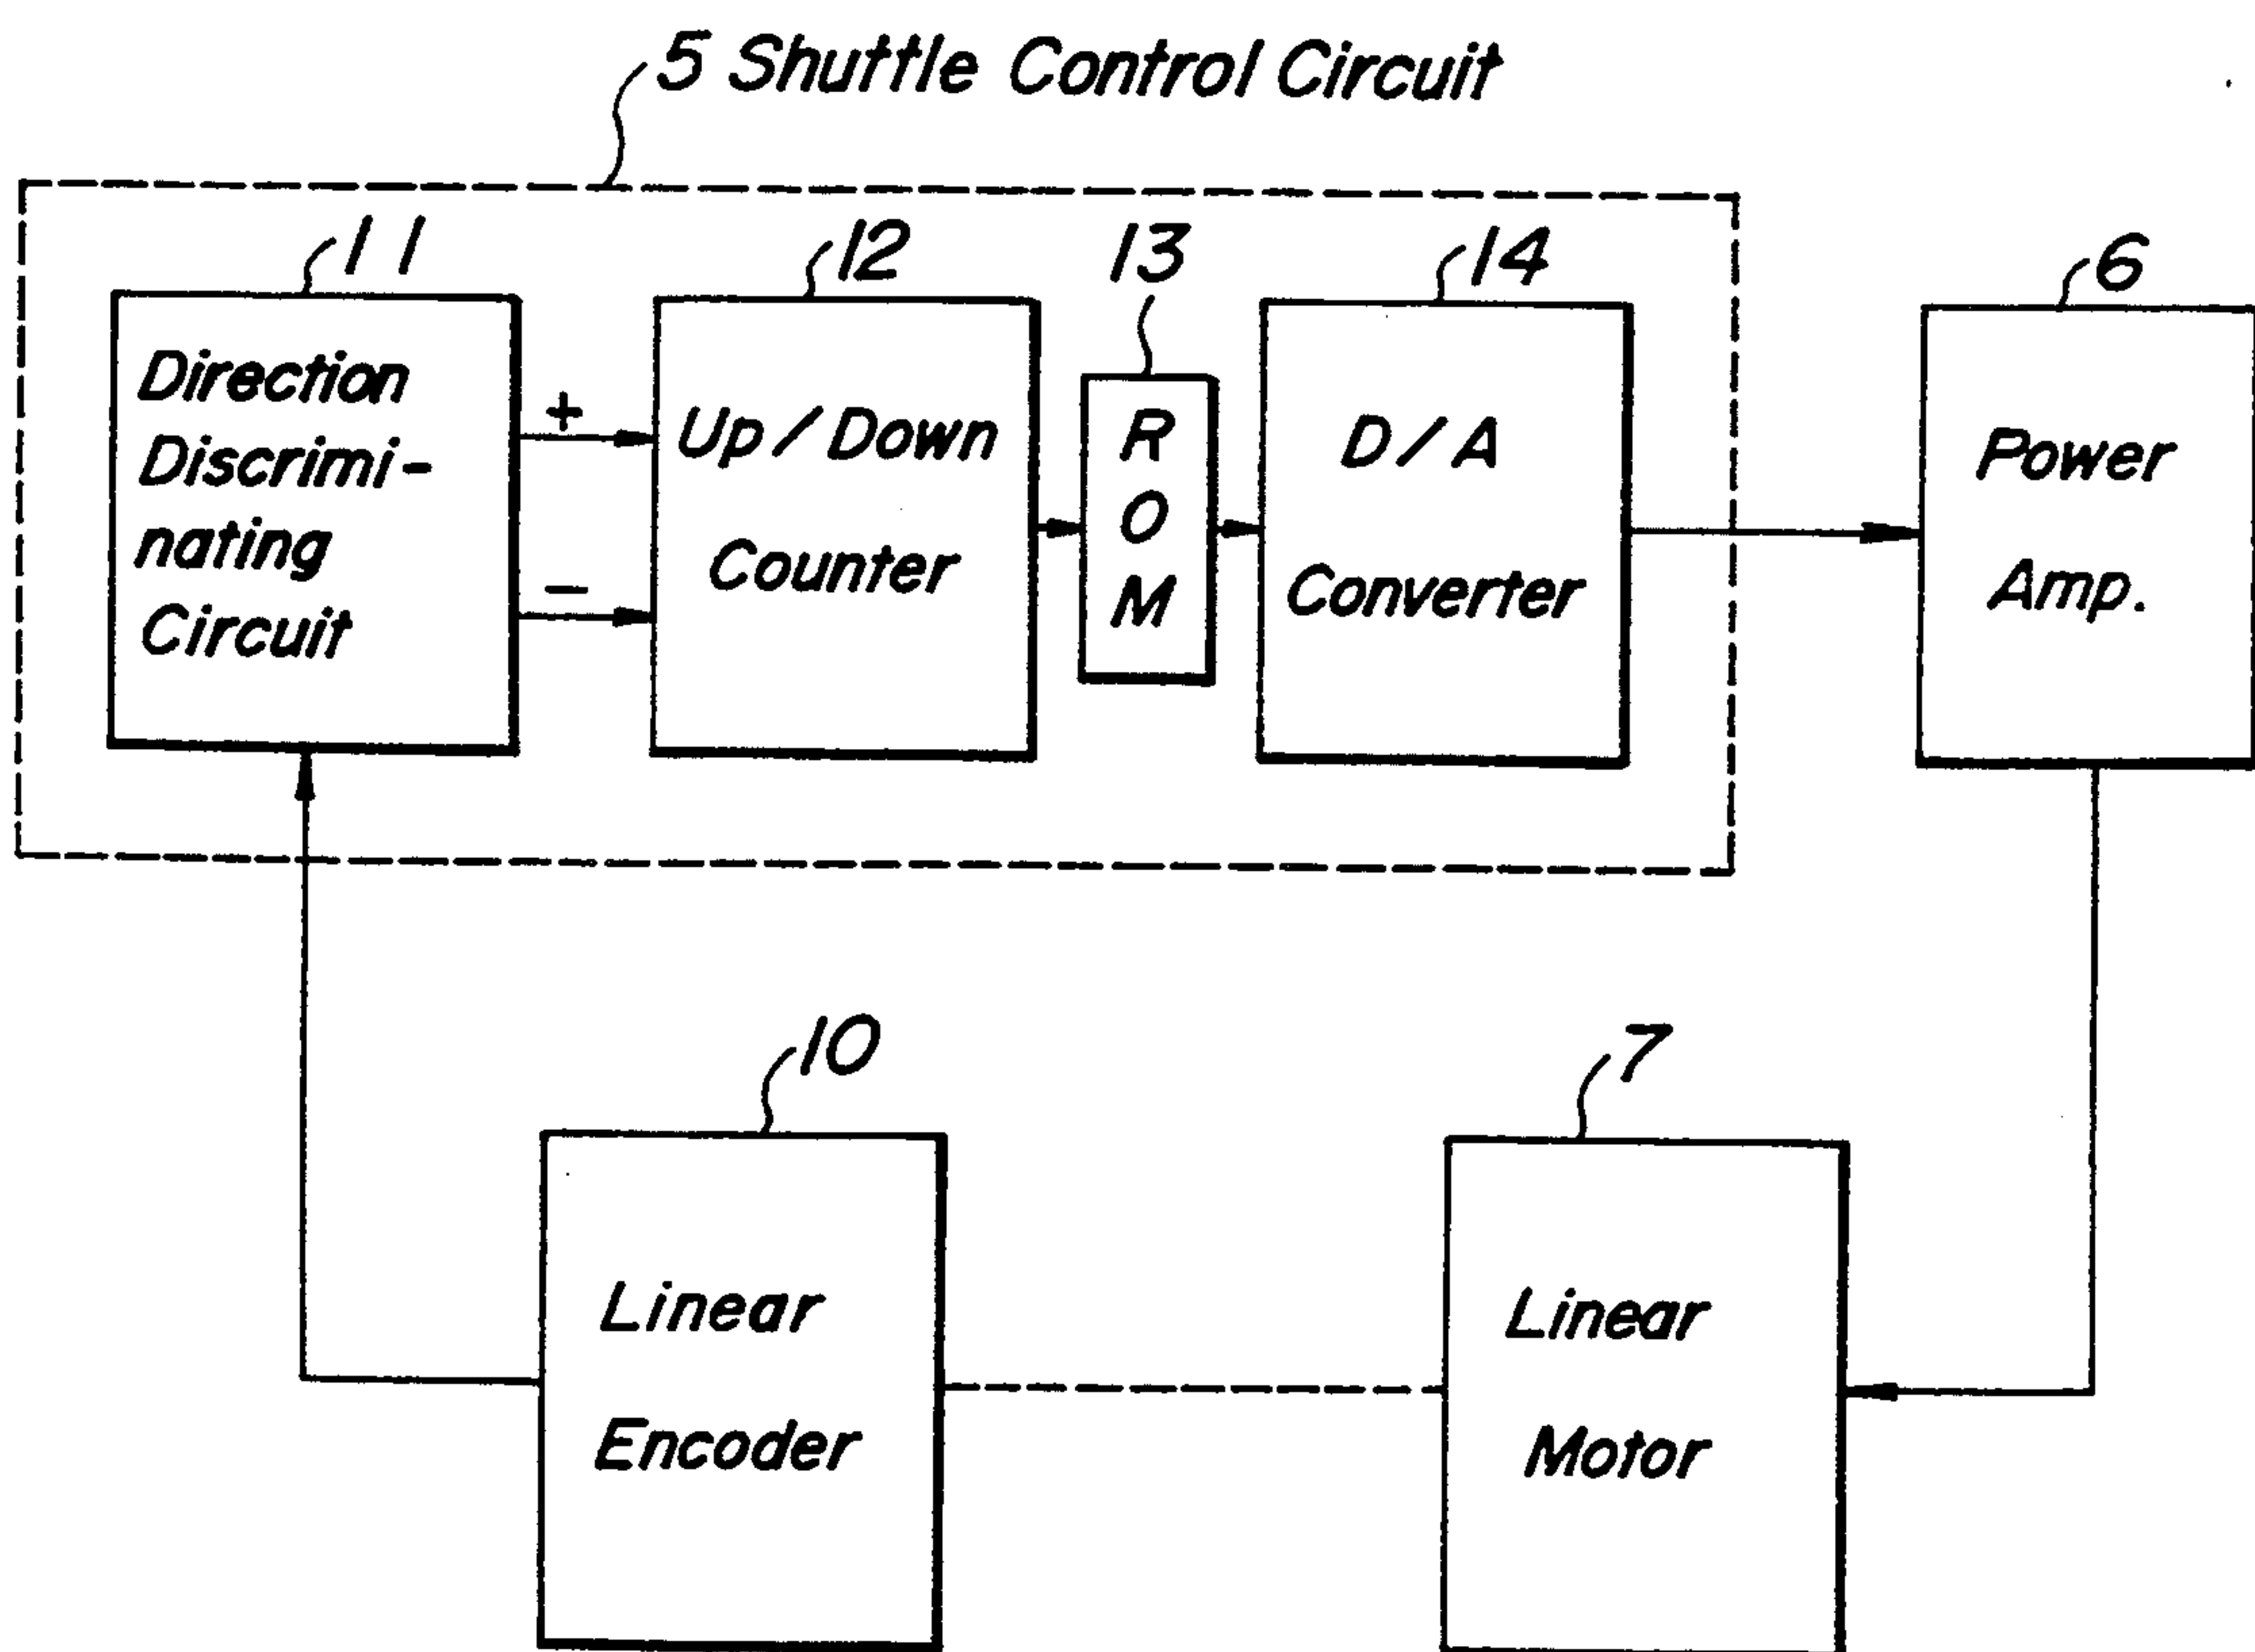 5 Shuttle Control Circuit
11
12
13
14
6
Direction
Discrimi-
nating
Circuit
+
-
Up/Down
Counter
R
O
M
D/A
Converter
Power
Amp.
10
7
Linear
Encoder
Linear
Motor